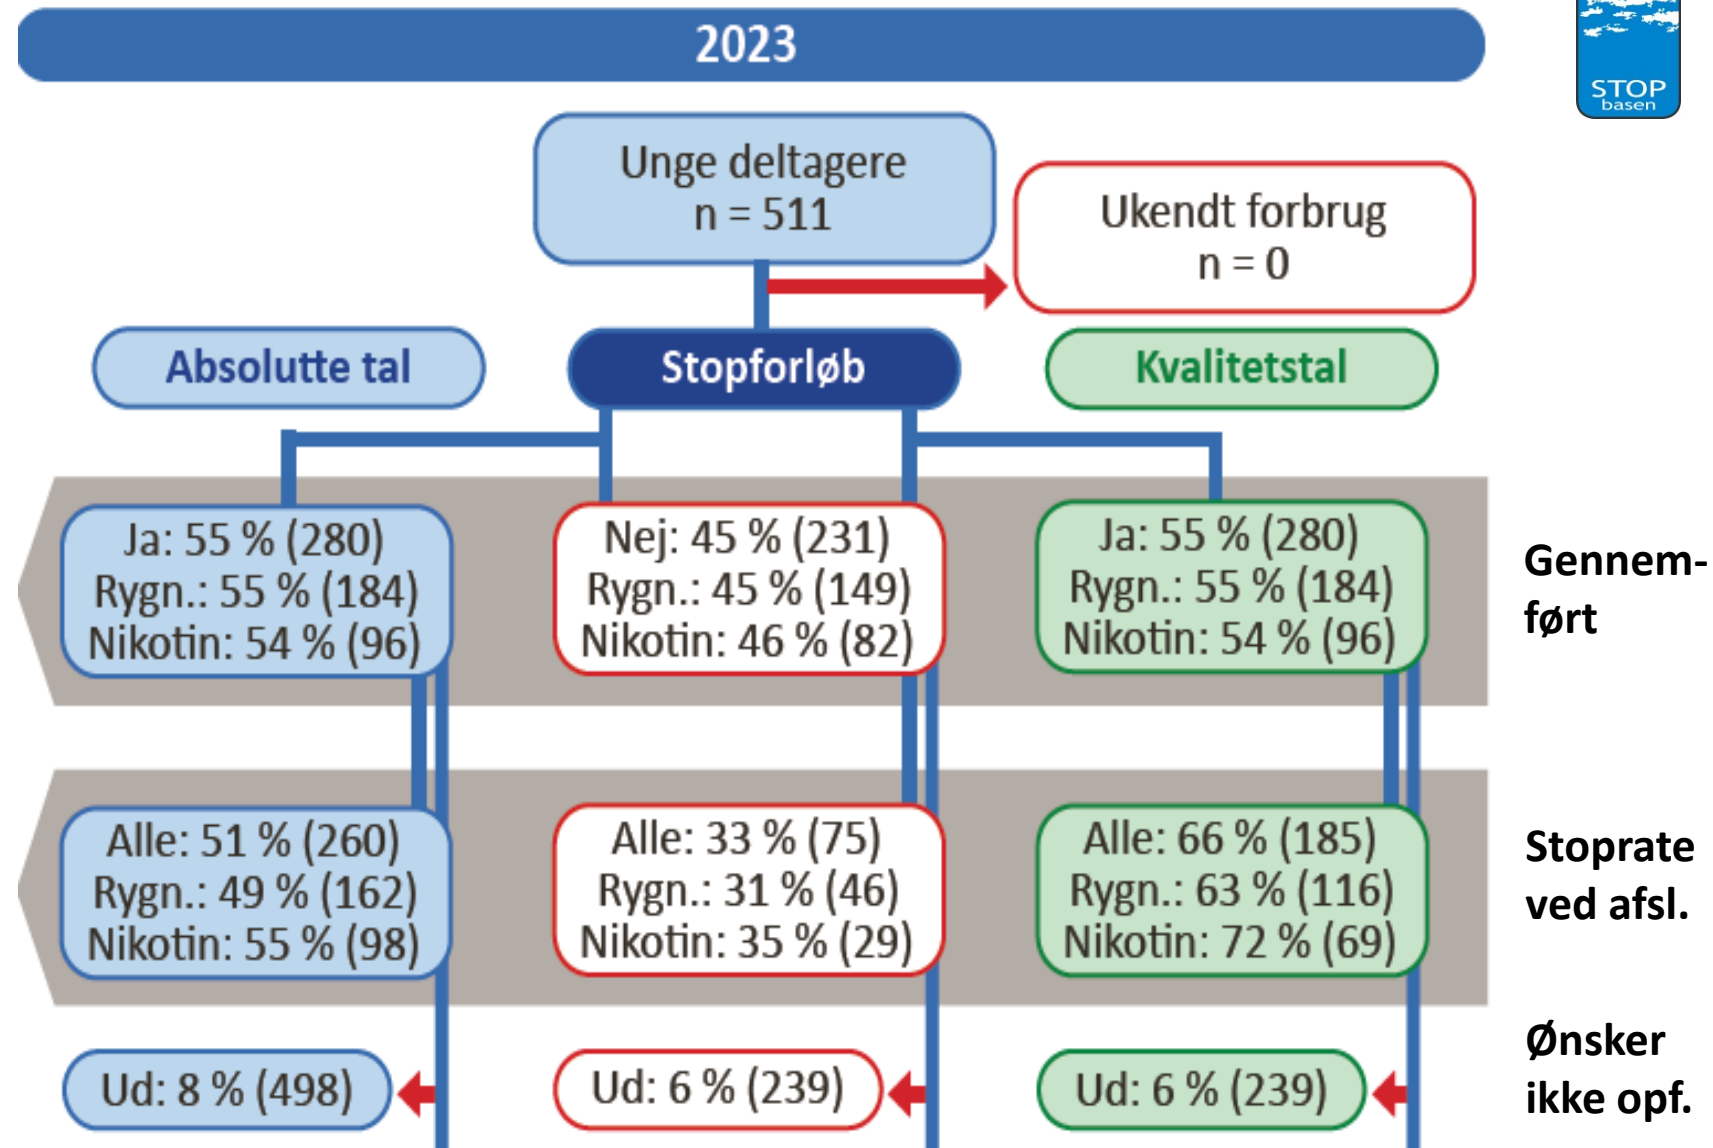 2023
STOP
basen
Unge deltagere
n = 511
Ukendt forbrug
n = 0
Absolutte tal
Stopforløb
Kvalitetstal
Ja: 55 % (280)
Rygn.: 55 % (184)
Nikotin: 54 % (96)
Nej: 45 % (231)
Rygn.: 45 % (149)
Nikotin: 46 % (82)
Ja: 55 % (280)
Rygn.: 55 % (184)
Nikotin: 54 % (96)
Gennem-
ført
Alle: 51 % (260)
Rygn.: 49 % (162)
Nikotin: 55 % (98)
Alle: 33 % (75)
Rygn.: 31 % (46)
Nikotin: 35 % (29)
Alle: 66 % (185)
Rygn.: 63 % (116)
Nikotin: 72 % (69)
Stoprate
ved afsl.
Ud: 8 % (498)
Ud: 6 % (239)
Ud: 6 % (239)
Ønsker
ikke opf.